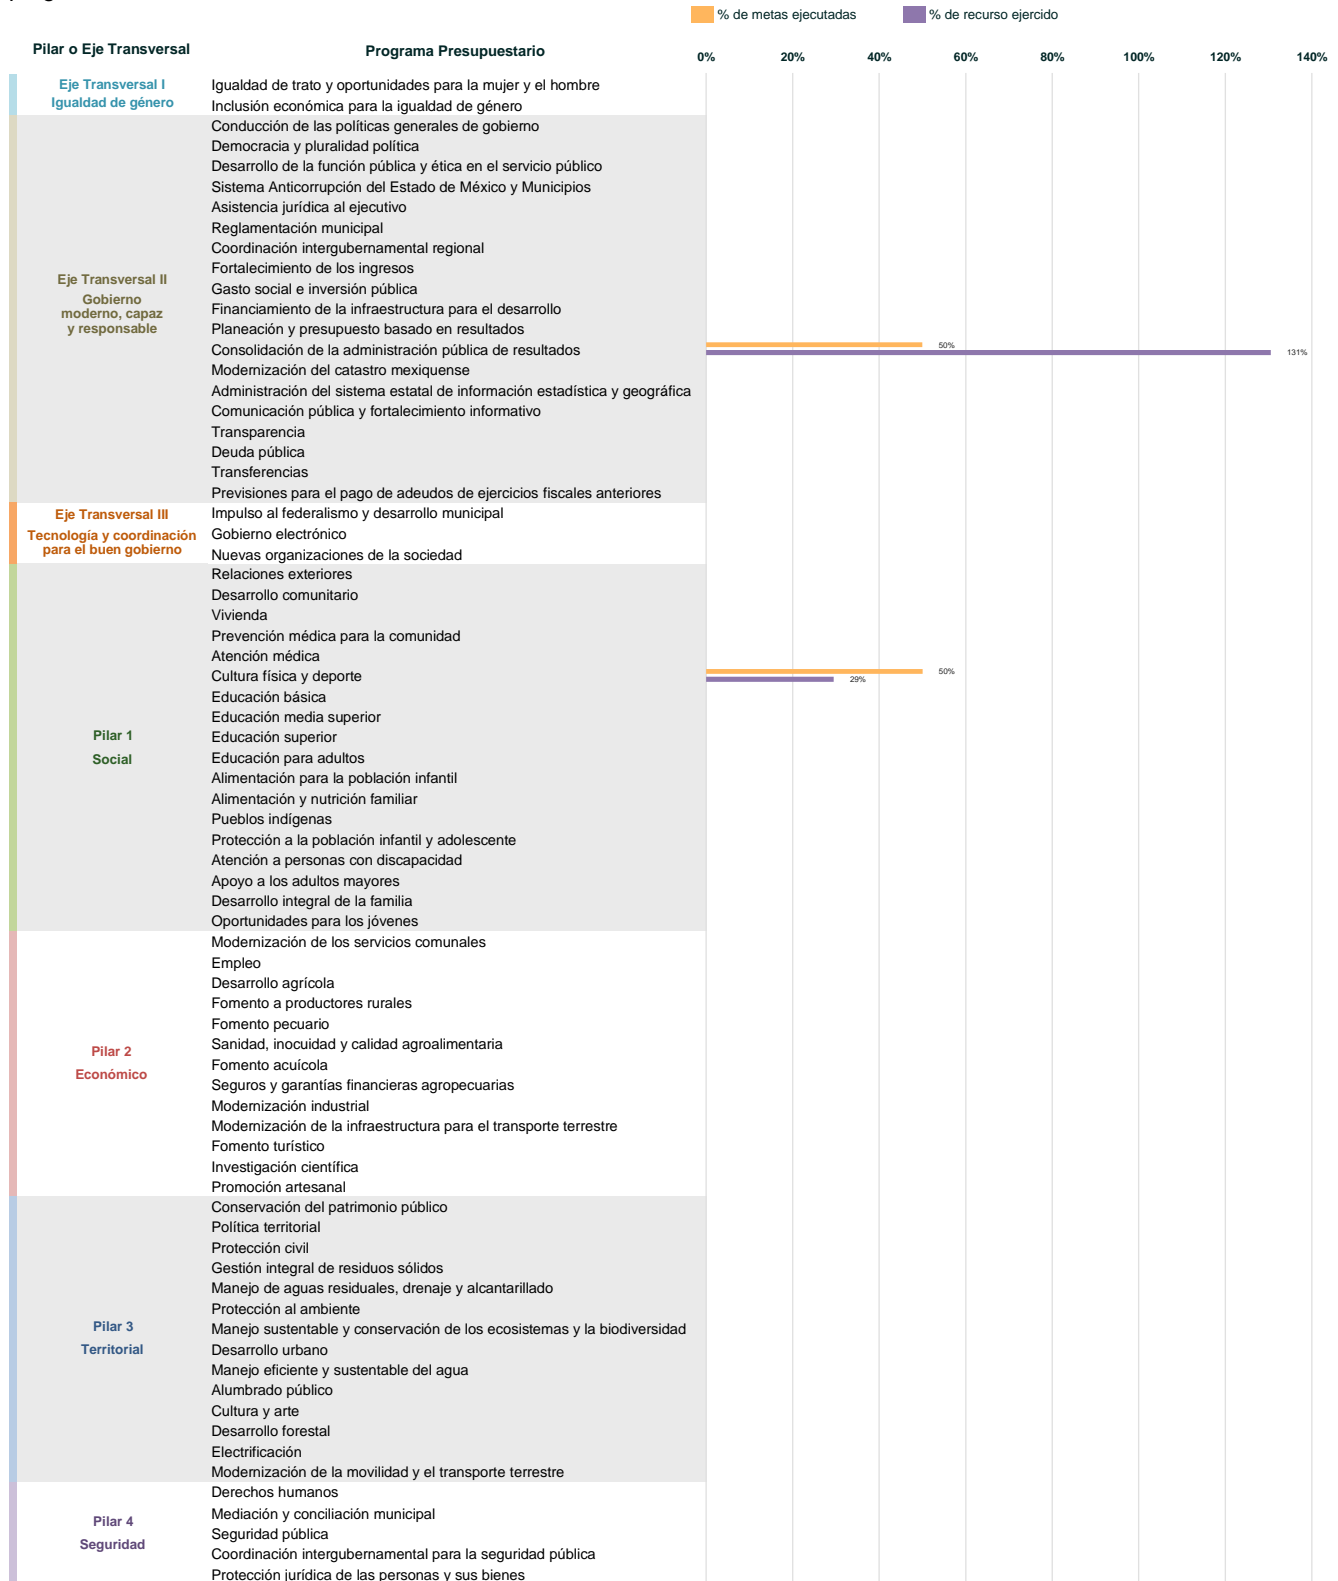 % de metas ejecutadas
% de recurso ejercido
Pilar o Eje Transversal
Programa Presupuestario
0%
20%
40%
60%
80%
100%
120%
140%
Eje Transversal I
Igualdad de género
Igualdad de trato y oportunidades para la mujer y el hombre
Inclusión económica para la igualdad de género
Eje Transversal II
Gobierno
moderno, capaz
y responsable
Conducción de las políticas generales de gobierno
Democracia y pluralidad política
Desarrollo de la función pública y ética en el servicio público
Sistema Anticorrupción del Estado de México y Municipios
Asistencia jurídica al ejecutivo
Reglamentación municipal
Coordinación intergubernamental regional
Fortalecimiento de los ingresos
Gasto social e inversión pública
Financiamiento de la infraestructura para el desarrollo
Planeación y presupuesto basado en resultados
Consolidación de la administración pública de resultados
50%
131%
Modernización del catastro mexiquense
Administración del sistema estatal de información estadística y geográfica
Comunicación pública y fortalecimiento informativo
Transparencia
Deuda pública
Transferencias
Previsiones para el pago de adeudos de ejercicios fiscales anteriores
Eje Transversal III
Tecnología y coordinación
para el buen gobierno
Impulso al federalismo y desarrollo municipal
Gobierno electrónico
Nuevas organizaciones de la sociedad
Pilar 1
Social
Relaciones exteriores
Desarrollo comunitario
Vivienda
Prevención médica para la comunidad
Atención médica
Cultura física y deporte
50%
29%
Educación básica
Educación media superior
Educación superior
Educación para adultos
Alimentación para la población infantil
Alimentación y nutrición familiar
Pueblos indígenas
Protección a la población infantil y adolescente
Atención a personas con discapacidad
Apoyo a los adultos mayores
Desarrollo integral de la familia
Oportunidades para los jóvenes
Pilar 2
Económico
Modernización de los servicios comunales
Empleo
Desarrollo agrícola
Fomento a productores rurales
Fomento pecuario
Sanidad, inocuidad y calidad agroalimentaria
Fomento acuícola
Seguros y garantías financieras agropecuarias
Modernización industrial
Modernización de la infraestructura para el transporte terrestre
Fomento turístico
Investigación científica
Promoción artesanal
Pilar 3
Territorial
Conservación del patrimonio público
Política territorial
Protección civil
Gestión integral de residuos sólidos
Manejo de aguas residuales, drenaje y alcantarillado
Protección al ambiente
Manejo sustentable y conservación de los ecosistemas y la biodiversidad
Desarrollo urbano
Manejo eficiente y sustentable del agua
Alumbrado público
Cultura y arte
Desarrollo forestal
Electrificación
Modernización de la movilidad y el transporte terrestre
Pilar 4
Seguridad
Derechos humanos
Mediación y conciliación municipal
Seguridad pública
Coordinación intergubernamental para la seguridad pública
Protección jurídica de las personas y sus bienes